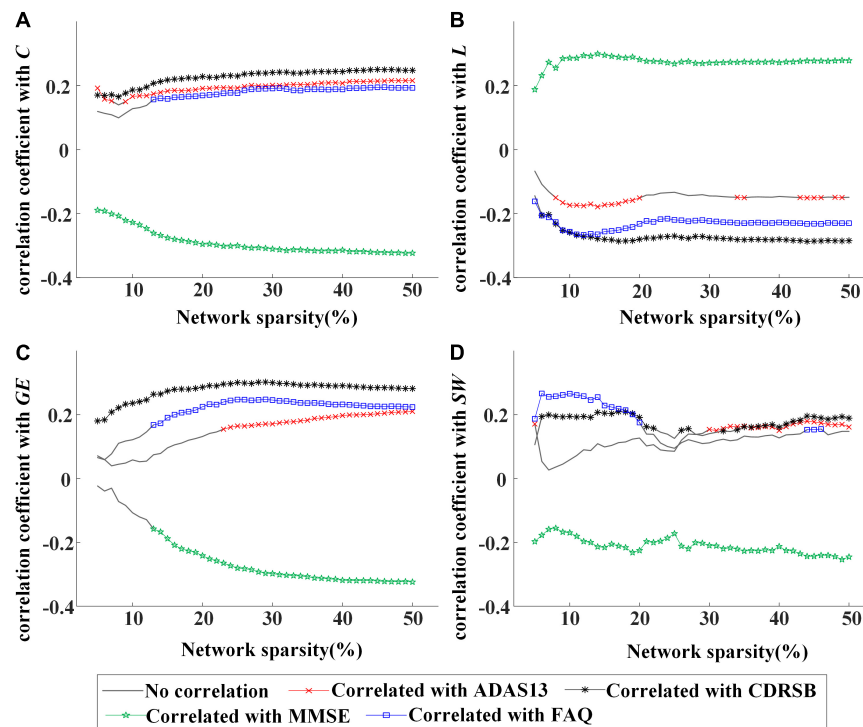 A
correlation coefficient with C
0.2
0
-0.2
-0.4
10 20 30 40 50
Network sparsity(%)
B
correlation coefficient with L
0.2
0
-0.2
-0.4
10 20 30 40 50
Network sparsity(%)
C
correlation coefficient with GE
0.2
0
-0.2
-0.4
10 20 30 40 50
Network sparsity(%)
D
correlation coefficient with SW
0.2
0
-0.2
-0.4
10 20 30 40 50
Network sparsity(%)
No correlation Correlated with ADAS13 Correlated with CDRSB
Correlated with MMSE Correlated with FAQ